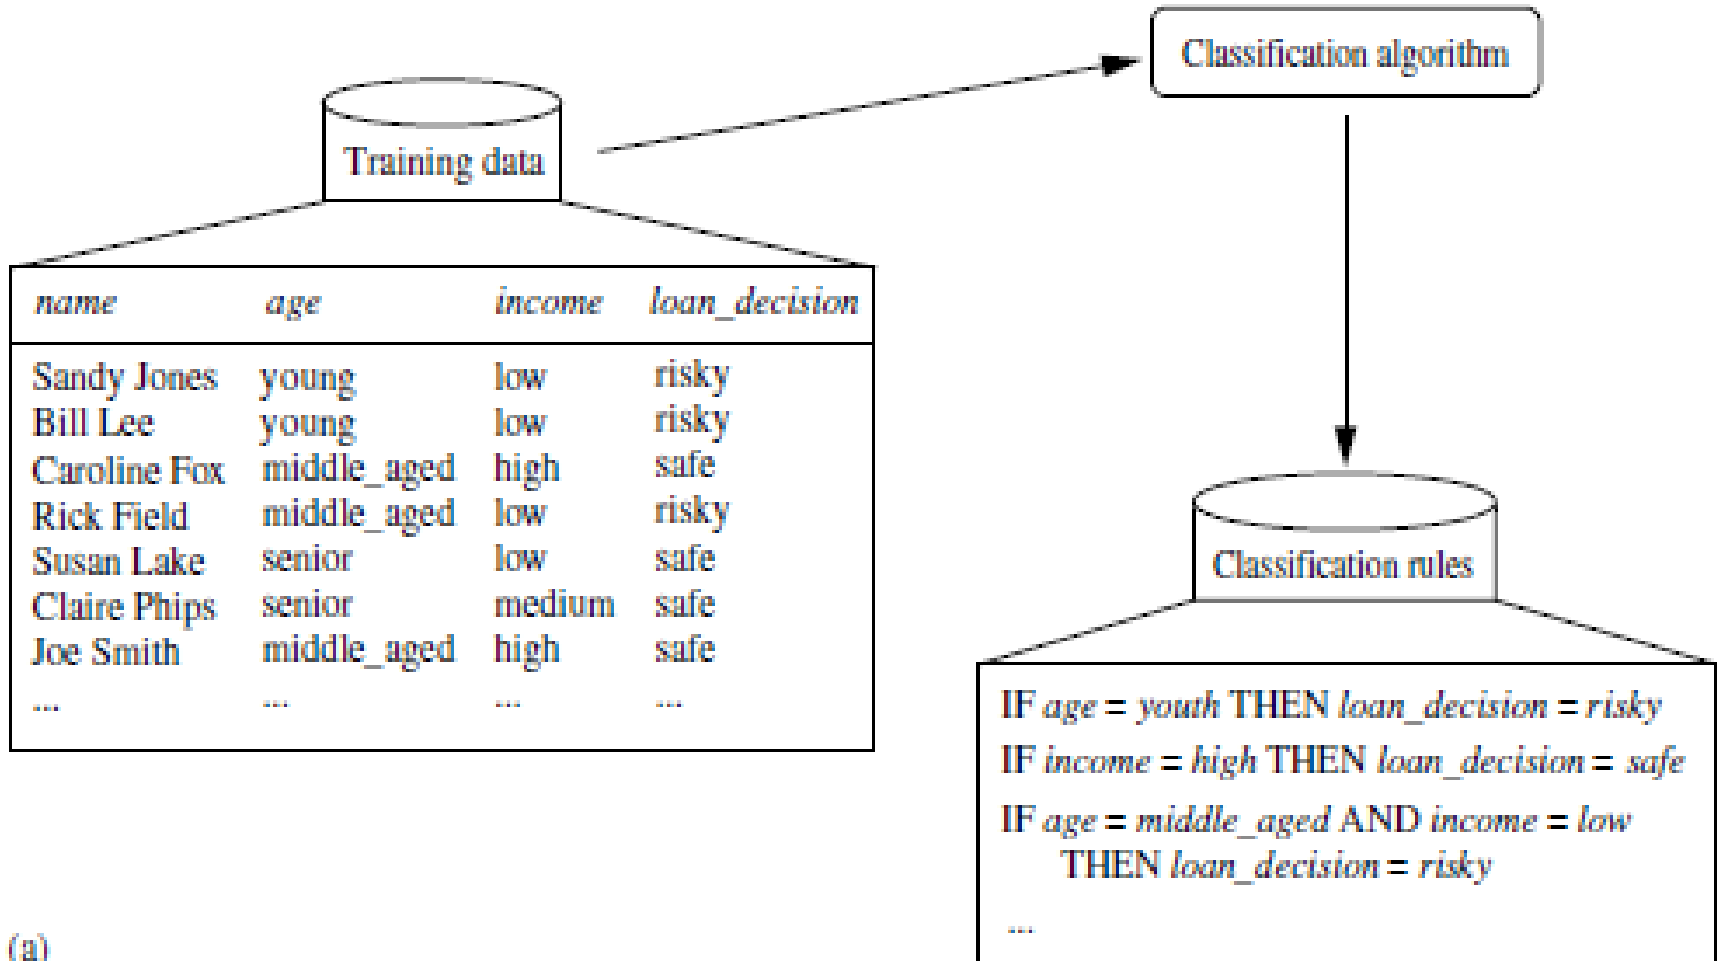 Classification algorithm
Training data
name age income loan_decision
Sandy Jones young low risky
Bill Lee young low risky
Caroline Fox middle_aged high safe
Rick Field middle_aged low risky
Susan Lake senior low safe
Claire Phips senior medium safe
Joe Smith middle_aged high safe
... ... ... ...
Classification rules
IF age = youth THEN loan_decision = risky
IF income = high THEN loan_decision = safe
IF age = middle_aged AND income = low
THEN loan_decision = risky
...
(a)